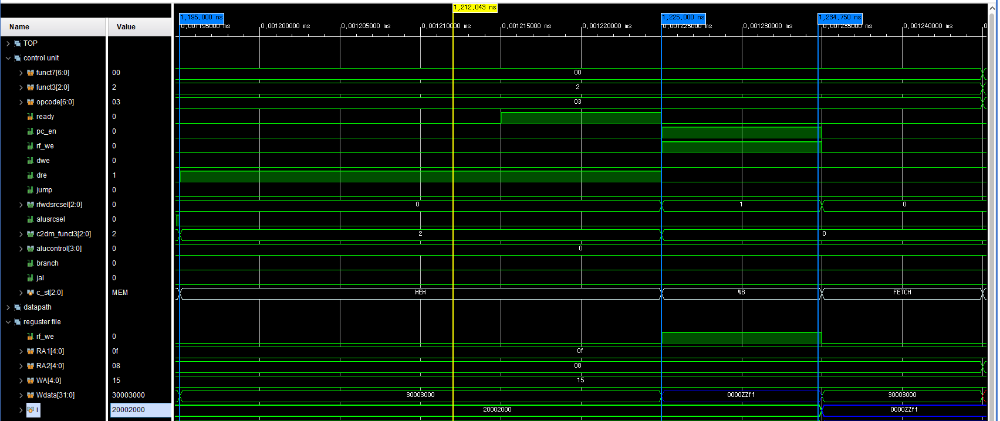 1,212,043 ns
1,195,000 ns
1,225,000 ns
1,234,750 ns
Name Value
0,001195000 ms 0,001200000 ms 0,001205000 ms 0,001210000 ms 0,001215000 ms 0,001220000 ms 0,001225000 ms 0,001230000 ms 0,001235000 ms 0,001240000 ms 0
TOP
control unit
funct7[6:0] 00 00
funct3[2:0] 2 2
opcode[6:0] 03 03
ready 0
pc_en 0
rf_we 0
dwe 0
dre 1
jump 0
rfwdsrcsel[2:0] 0 0 1 0
alusrcsel 0
c2dm_funct3[2:0] 2 2 0
alucontrol[3:0] 0 0
branch 0
jal 0
c_st[2:0] MEM MEM WB FETCH
datapath
reguster file
rf_we 0
RA1[4:0] 0f 0f
RA2[4:0] 08 08
WA[4:0] 15 15
Wdata[31:0] 30003000 30003000 0000ZZff 30003000
i 20002000 20002000 0000ZZff